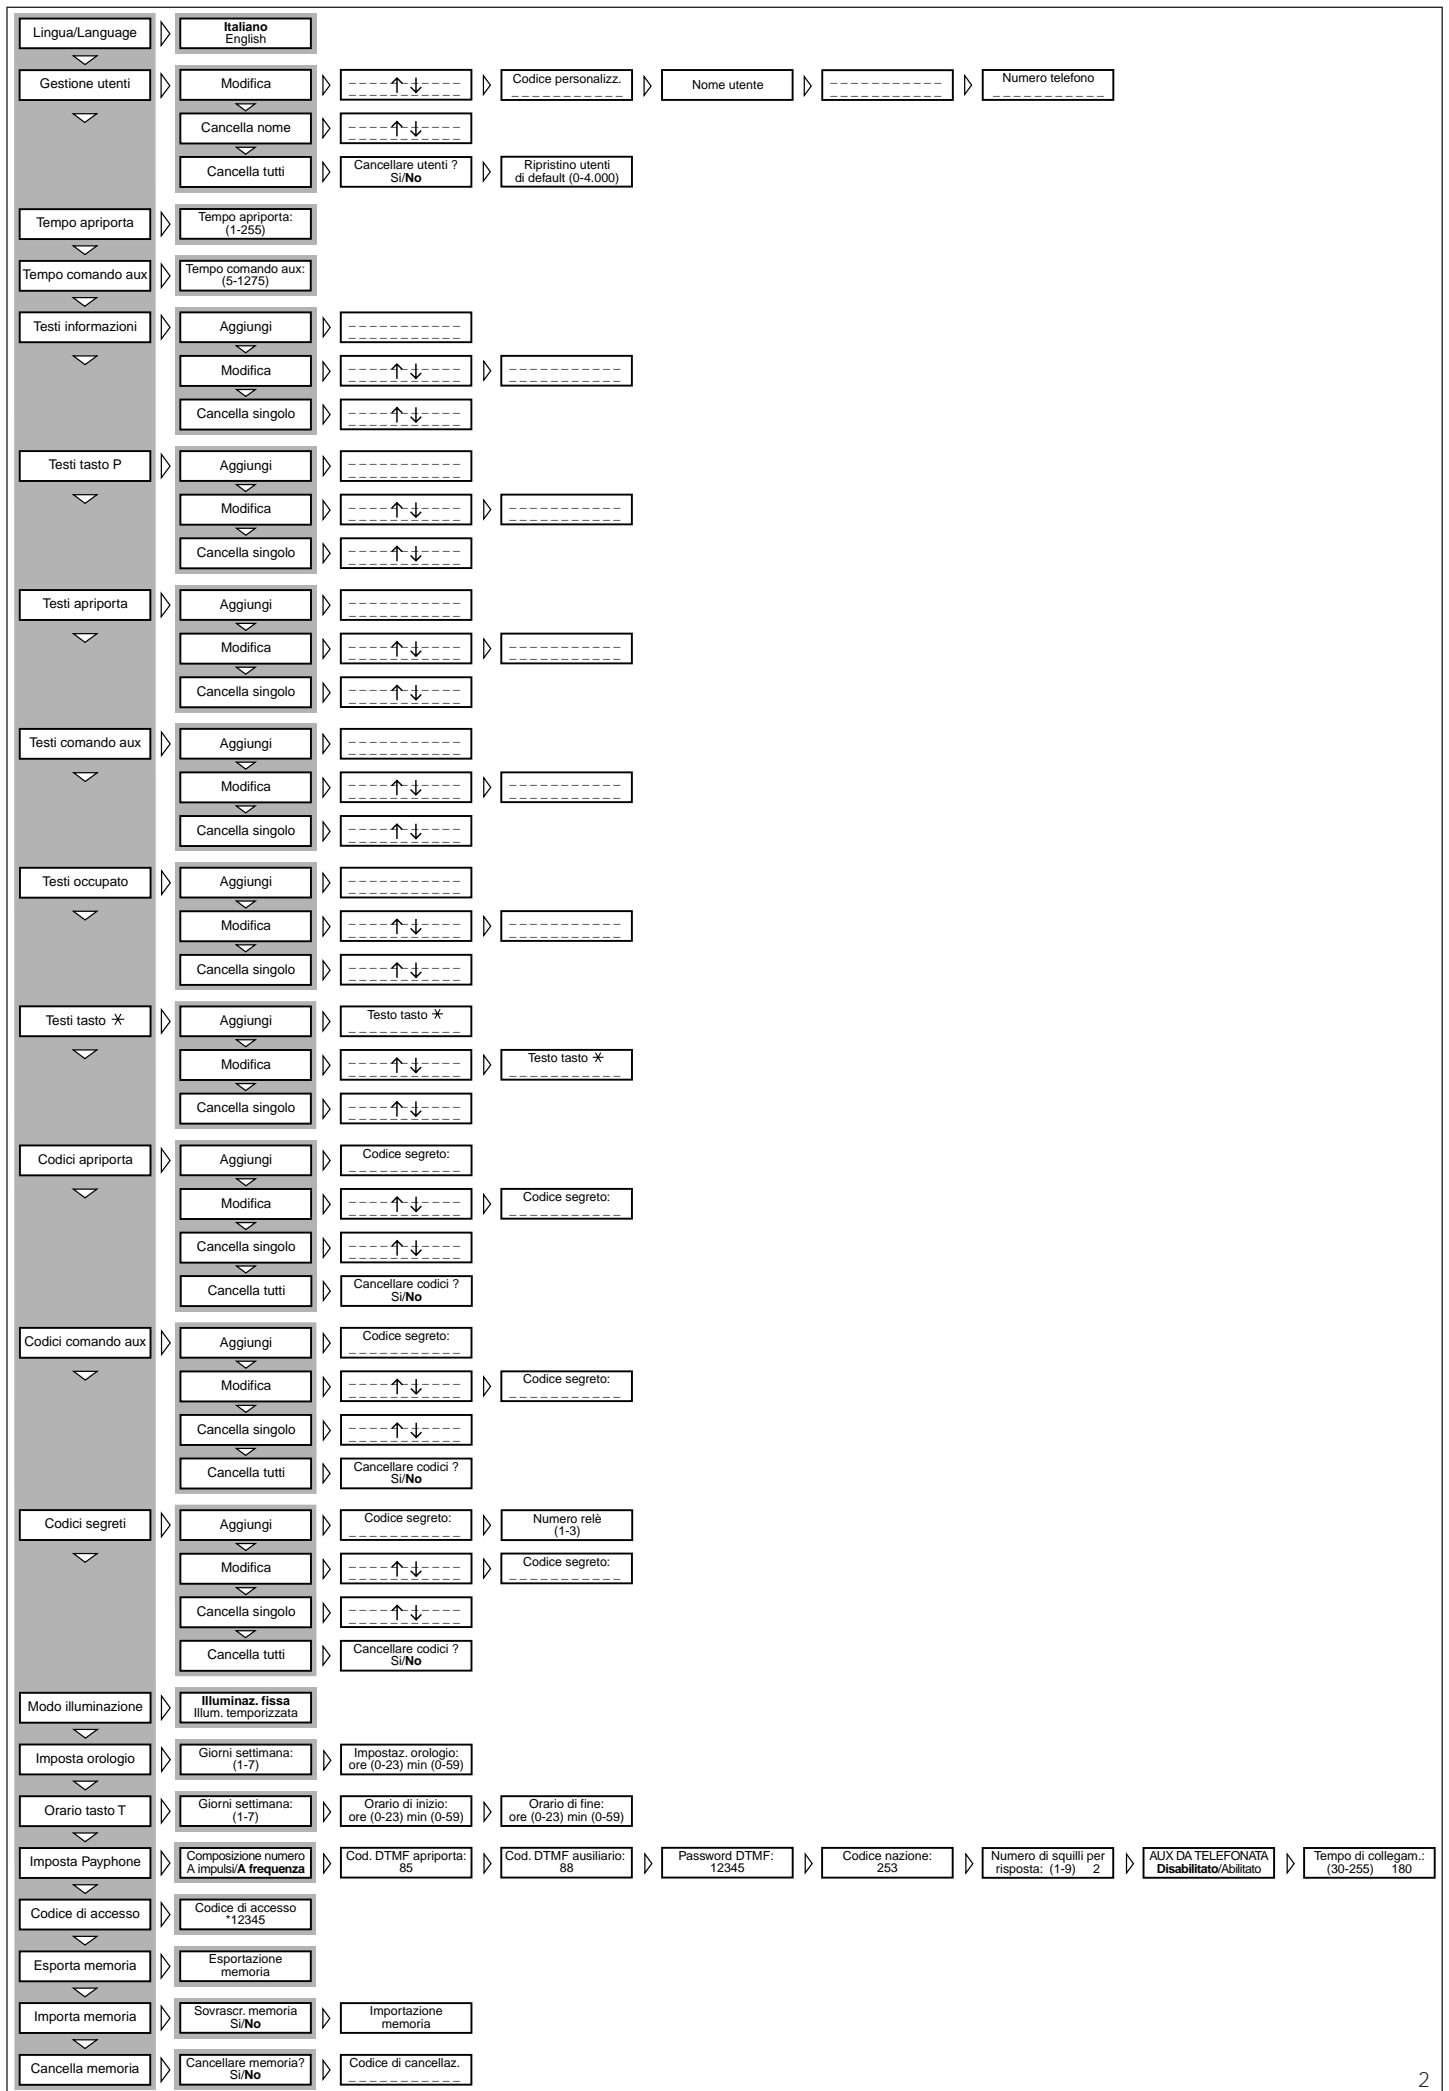 Lingua/Language
Italiano
English
Gestione utenti
Modifica
↑ ↓
Codice personalizz.
Nome utente
Numero telefono
Cancella nome
↑ ↓
Cancella tutti
Cancellare utenti ?
Si/No
Ripristino utenti
di default (0-4.000)
Tempo apriporta
Tempo apriporta:
(1-255)
Tempo comando aux
Tempo comando aux:
(5-1275)
Testi informazioni
Aggiungi
Modifica
↑ ↓
Cancella singolo
↑ ↓
Testi tasto P
Aggiungi
Modifica
↑ ↓
Cancella singolo
↑ ↓
Testi apriporta
Aggiungi
Modifica
↑ ↓
Cancella singolo
↑ ↓
Testi comando aux
Aggiungi
Modifica
↑ ↓
Cancella singolo
↑ ↓
Testi occupato
Aggiungi
Modifica
↑ ↓
Cancella singolo
↑ ↓
Testi tasto *
Aggiungi
Testo tasto *
Modifica
↑ ↓
Testo tasto *
Cancella singolo
↑ ↓
Codici apriporta
Aggiungi
Codice segreto:
Modifica
↑ ↓
Codice segreto:
Cancella singolo
↑ ↓
Cancella tutti
Cancellare codici ?
Si/No
Codici comando aux
Aggiungi
Codice segreto:
Modifica
↑ ↓
Codice segreto:
Cancella singolo
↑ ↓
Cancella tutti
Cancellare codici ?
Si/No
Codici segreti
Aggiungi
Codice segreto:
Numero relè
(1-3)
Modifica
↑ ↓
Codice segreto:
Cancella singolo
↑ ↓
Cancella tutti
Cancellare codici ?
Si/No
Modo illuminazione
Illuminaz. fissa
Illum. temporizzata
Imposta orologio
Giorni settimana:
(1-7)
Impostaz. orologio:
ore (0-23) min (0-59)
Orario tasto T
Giorni settimana:
(1-7)
Orario di inizio:
ore (0-23) min (0-59)
Orario di fine:
ore (0-23) min (0-59)
Imposta Payphone
Composizione numero
A impulsi/A frequenza
Cod. DTMF apriporta:
85
Cod. DTMF ausiliario:
88
Password DTMF:
12345
Codice nazione:
253
Numero di squilli per
risposta: (1-9) 2
AUX DA TELEFONATA
Disabilitato/Abilitato
Tempo di collegam.:
(30-255) 180
Codice di accesso
Codice di accesso
*12345
Esporta memoria
Esportazione
memoria
Importa memoria
Sovrascr. memoria
Si/No
Importazione
memoria
Cancella memoria
Cancellare memoria?
Si/No
Codice di cancellaz.
2